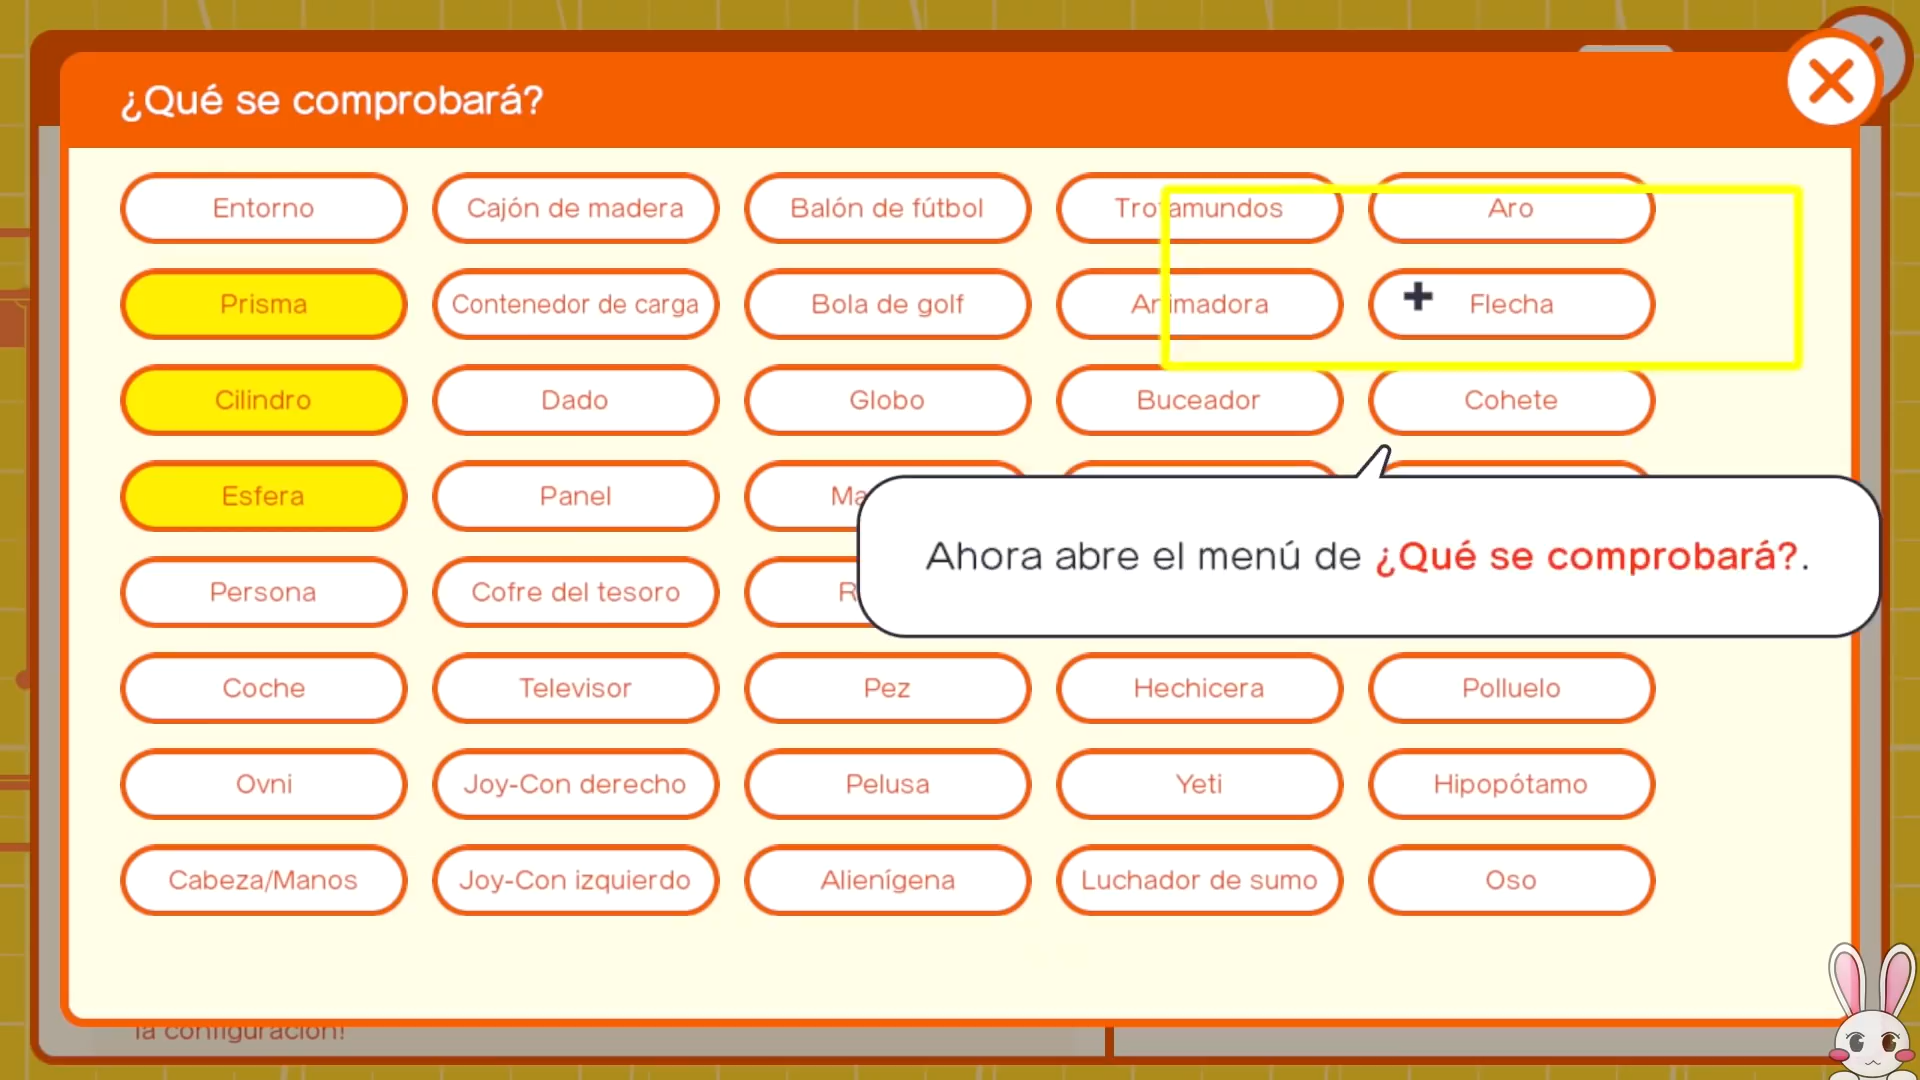 ¿Qué se comprobará?
Entorno
Cajón de madera
Balón de fútbol
Trotamundos
Aro
Prisma
Contenedor de carga
Bola de golf
Animadora
Flecha
Cilindro
Dado
Globo
Buceador
Cohete
Esfera
Panel
Persona
Cofre del tesoro
Ahora abre el menú de ¿Qué se comprobará?.
Coche
Televisor
Pez
Hechicera
Polluelo
Ovni
Joy-Con derecho
Pelusa
Yeti
Hipopótamo
Cabeza/Manos
Joy-Con izquierdo
Alienígena
Luchador de sumo
Oso
la configuración!